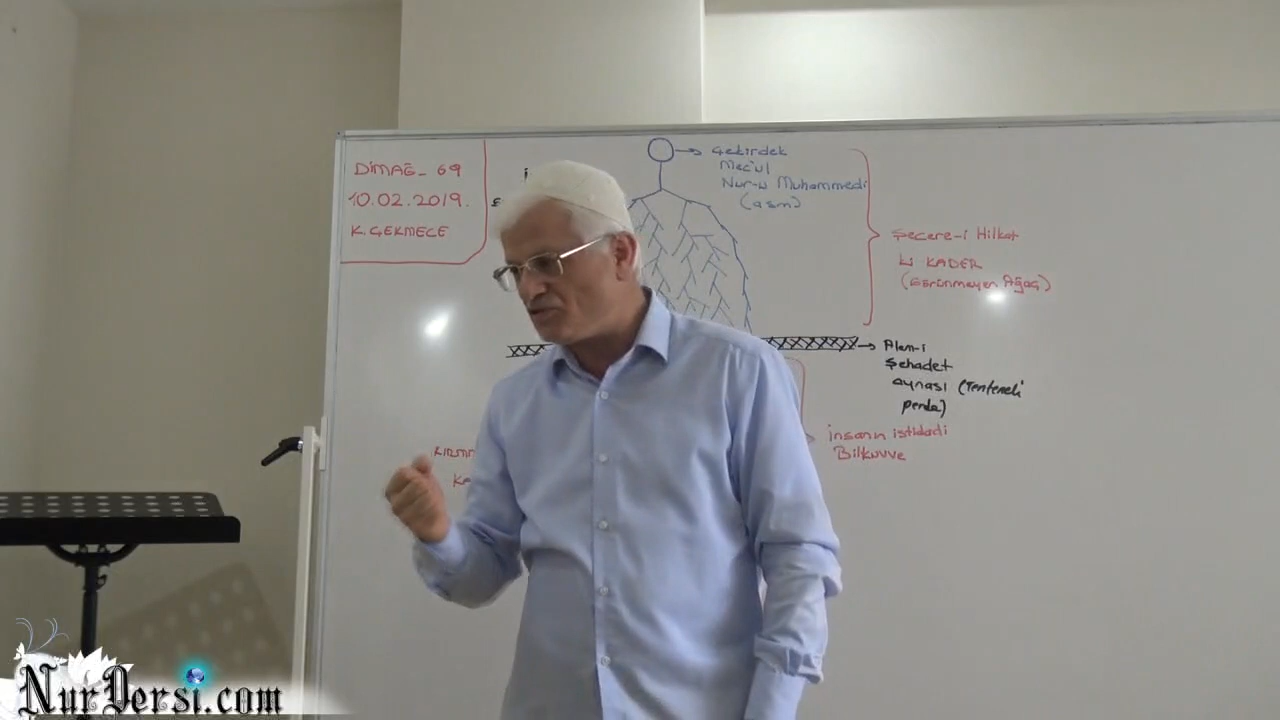 DİMAĞ_ 69
10.02.2019.
K. ÇEKMECE
Çekirdek
Mec'ul
Nur-u Muhammedi
(asm)
Şecere-i Hilkat
KADER
(Görünmeyen Ağaç)
Alem-i
Şehadet
aynası (Tenteneli
perde)
insanın istidadi
Bilkuvve
NurDersi.com